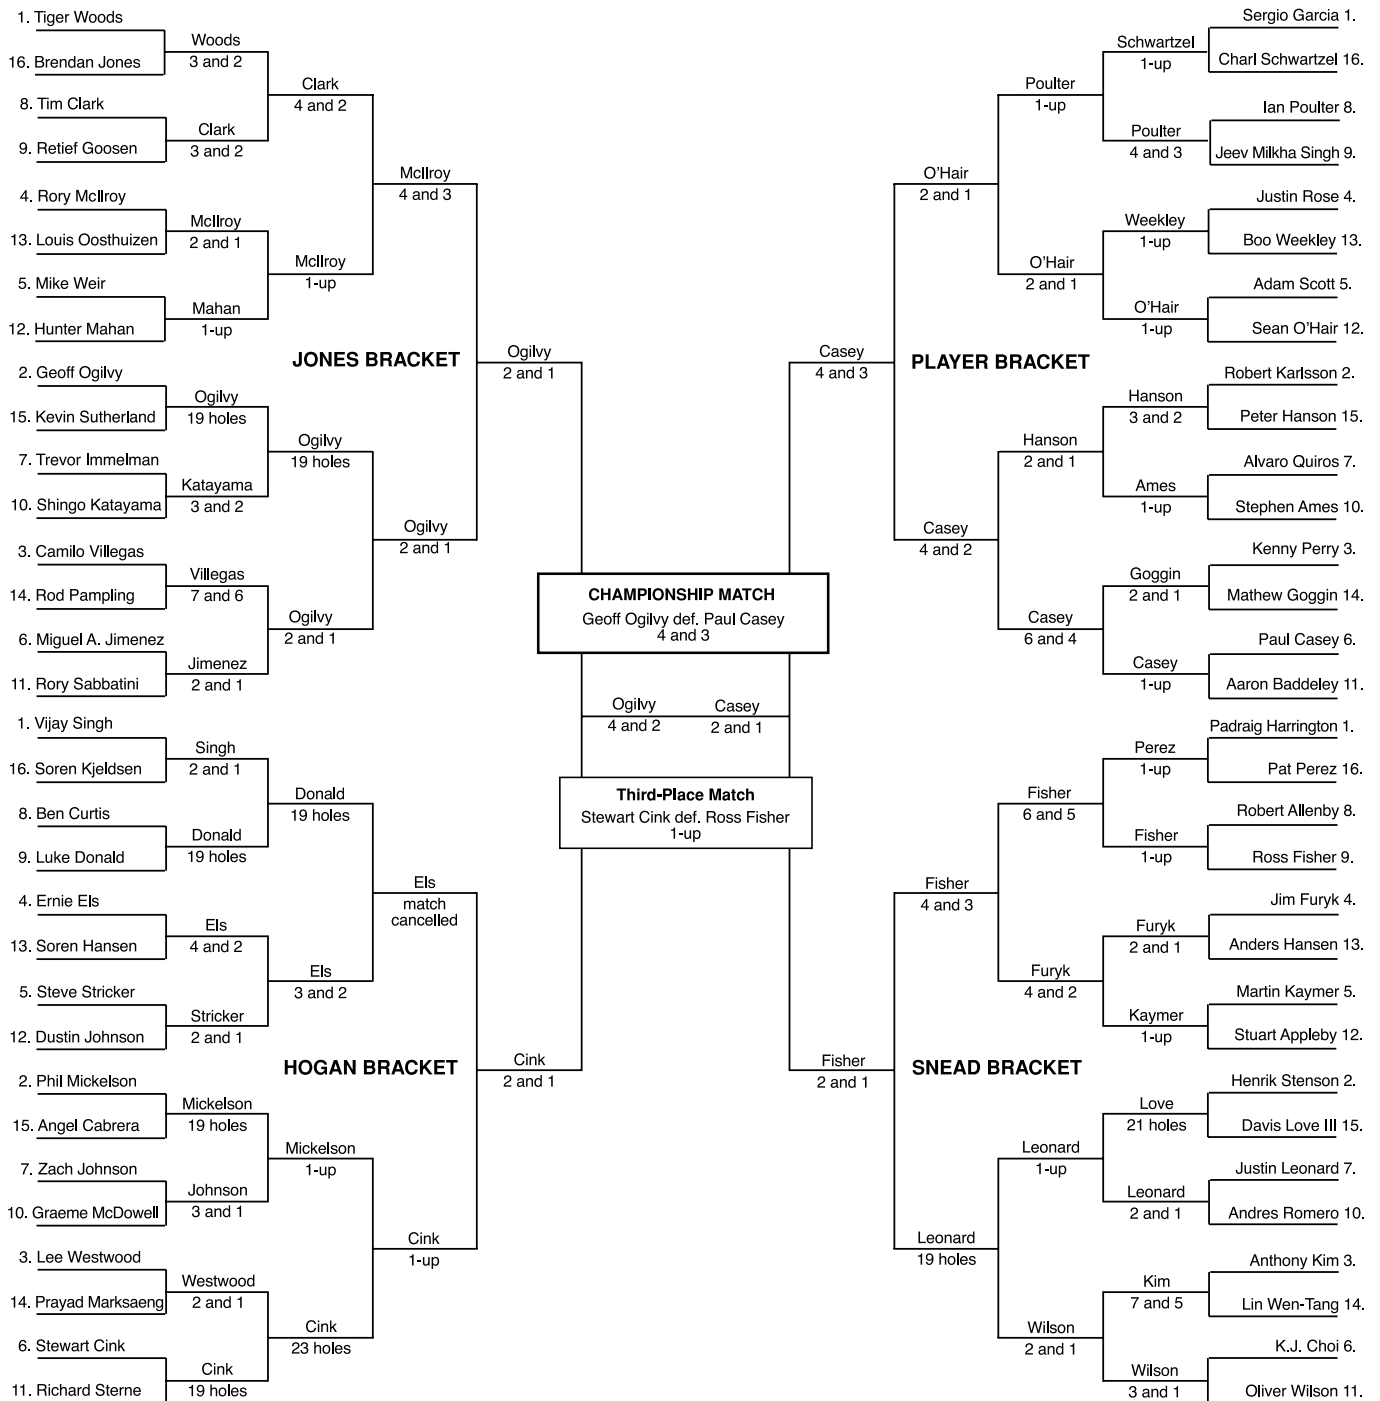 1. Tiger Woods
16. Brendan Jones
8. Tim Clark
9. Retief Goosen
4. Rory McIlroy
13. Louis Oosthuizen
5. Mike Weir
12. Hunter Mahan
2. Geoff Ogilvy
15. Kevin Sutherland
7. Trevor Immelman
10. Shingo Katayama
3. Camilo Villegas
14. Rod Pampling
6. Miguel A. Jimenez
11. Rory Sabbatini
Woods
3 and 2
Clark
3 and 2
McIlroy
2 and 1
Mahan
1-up
Ogilvy
19 holes
Katayama
3 and 2
Villegas
7 and 6
Jimenez
2 and 1
Clark
4 and 2
McIlroy
1-up
Ogilvy
19 holes
Ogilvy
2 and 1
McIlroy
4 and 3
Ogilvy
2 and 1
JONES BRACKET
Ogilvy
2 and 1
1. Vijay Singh
16. Soren Kjeldsen
8. Ben Curtis
9. Luke Donald
4. Ernie Els
13. Soren Hansen
5. Steve Stricker
12. Dustin Johnson
2. Phil Mickelson
15. Angel Cabrera
7. Zach Johnson
10. Graeme McDowell
3. Lee Westwood
14. Prayad Marksaeng
6. Stewart Cink
11. Richard Sterne
Singh
2 and 1
Donald
19 holes
Els
4 and 2
Stricker
2 and 1
Mickelson
19 holes
Johnson
3 and 1
Westwood
2 and 1
Cink
19 holes
Donald
19 holes
Els
3 and 2
Mickelson
1-up
Cink
23 holes
Els
match
cancelled
Cink
1-up
HOGAN BRACKET
Cink
2 and 1
CHAMPIONSHIP MATCH
Geoff Ogilvy def. Paul Casey
4 and 3
Ogilvy
4 and 2
Casey
2 and 1
Third-Place Match
Stewart Cink def. Ross Fisher
1-up
Sergio Garcia 1.
Charl Schwartzel 16.
Ian Poulter 8.
Jeev Milkha Singh 9.
Justin Rose 4.
Boo Weekley 13.
Adam Scott 5.
Sean O’Hair 12.
Robert Karlsson 2.
Peter Hanson 15.
Alvaro Quiros 7.
Stephen Ames 10.
Kenny Perry 3.
Mathew Goggin 14.
Paul Casey 6.
Aaron Baddeley 11.
Schwartzel
1-up
Poulter
4 and 3
Weekley
1-up
O’Hair
1-up
Hanson
3 and 2
Ames
1-up
Goggin
2 and 1
Casey
1-up
Poulter
1-up
O’Hair
2 and 1
Hanson
2 and 1
Casey
6 and 4
O’Hair
2 and 1
Casey
4 and 2
PLAYER BRACKET
Casey
4 and 3
Padraig Harrington 1.
Pat Perez 16.
Robert Allenby 8.
Ross Fisher 9.
Jim Furyk 4.
Anders Hansen 13.
Martin Kaymer 5.
Stuart Appleby 12.
Henrik Stenson 2.
Davis Love III 15.
Justin Leonard 7.
Andres Romero 10.
Anthony Kim 3.
Lin Wen-Tang 14.
K.J. Choi 6.
Oliver Wilson 11.
Perez
1-up
Fisher
1-up
Furyk
2 and 1
Kaymer
1-up
Love
21 holes
Leonard
2 and 1
Kim
7 and 5
Wilson
3 and 1
Fisher
6 and 5
Furyk
4 and 2
Leonard
1-up
Wilson
2 and 1
Fisher
4 and 3
Leonard
19 holes
SNEAD BRACKET
Fisher
2 and 1